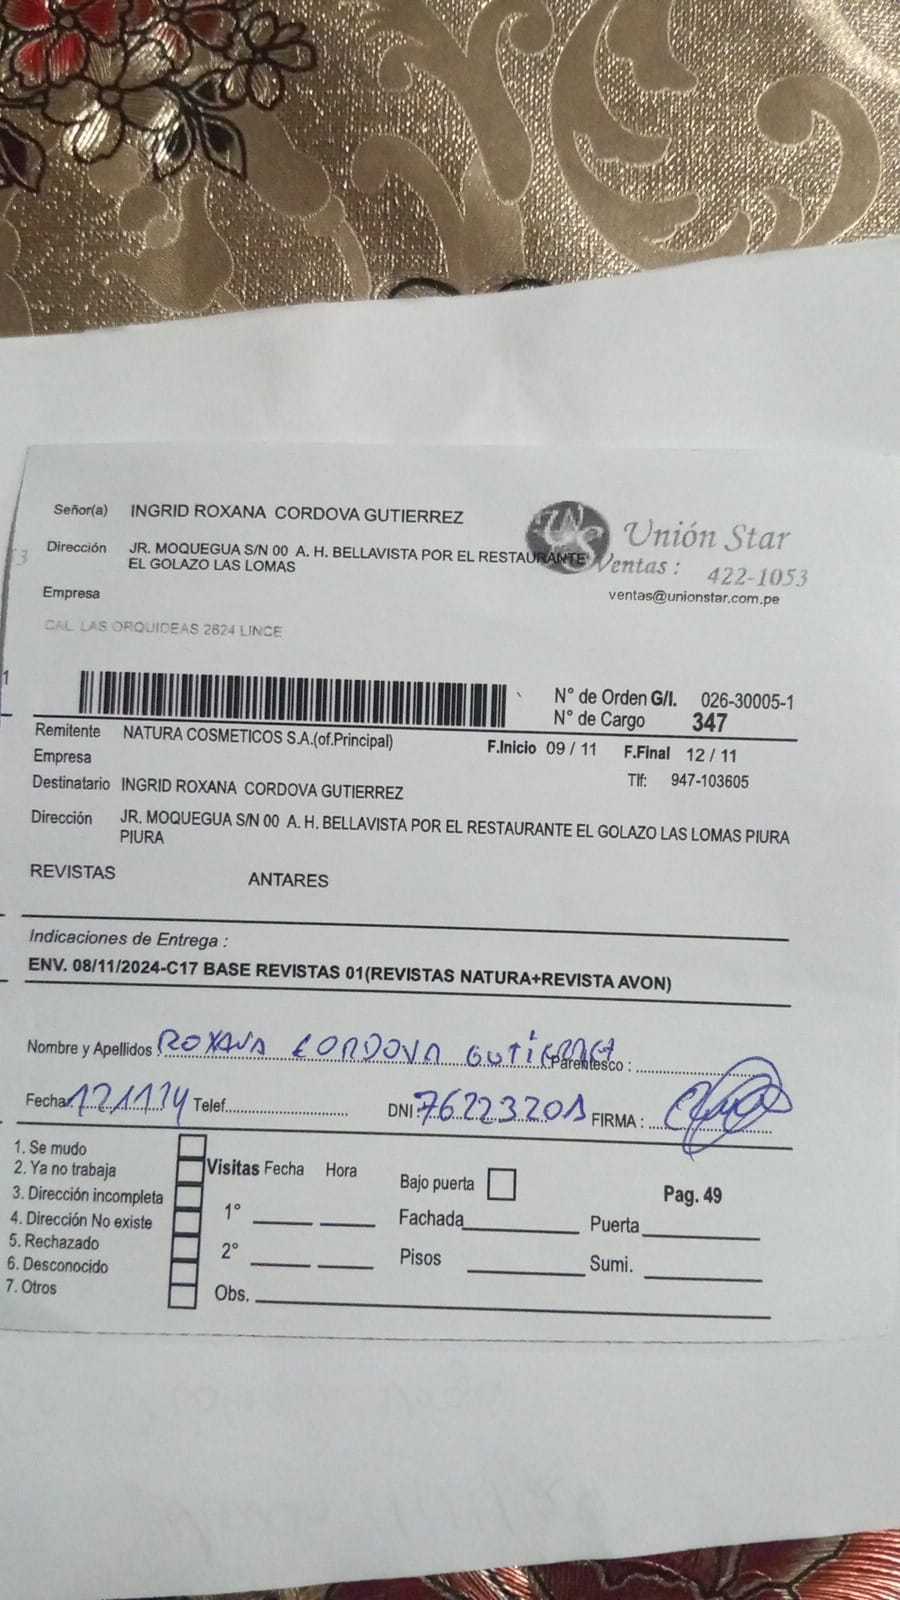 Señor(a) INGRID ROXANA CORDOVA GUTIERREZ
Unión Star
Dirección JR. MOQUEGUA S/N 00 A. H. BELLAVISTA POR EL RESTAURANTE
EL GOLAZO LAS LOMAS
Ventas : 422-1053
ventas@unionstar.com.pe
Empresa
CAL. LAS ORQUIDEAS 2624 LINCE
N° de Orden G/I. 026-30005-1
N° de Cargo 347
Remitente NATURA COSMETICOS S.A.(of.Principal)
F.Inicio 09 / 11 F.Final 12 / 11
Empresa
Tlf: 947-103605
Destinatario INGRID ROXANA CORDOVA GUTIERREZ
Dirección JR. MOQUEGUA S/N 00 A. H. BELLAVISTA POR EL RESTAURANTE EL GOLAZO LAS LOMAS PIURA
PIURA
REVISTAS ANTARES
Indicaciones de Entrega :
ENV. 08/11/2024-C17 BASE REVISTAS 01(REVISTAS NATURA+REVISTA AVON)
Nombre y Apellidos ROXANA CORDOVA GUTIERREZ Parentesco :
Fecha Telef. DNI: 76223201 FIRMA :
1. Se mudo
2. Ya no trabaja
3. Dirección incompleta
4. Dirección No existe
5. Rechazado
6. Desconocido
7. Otros
Visitas Fecha Hora
1°
2°
Obs.
Bajo puerta
Pag. 49
Fachada Puerta
Pisos Sumi.